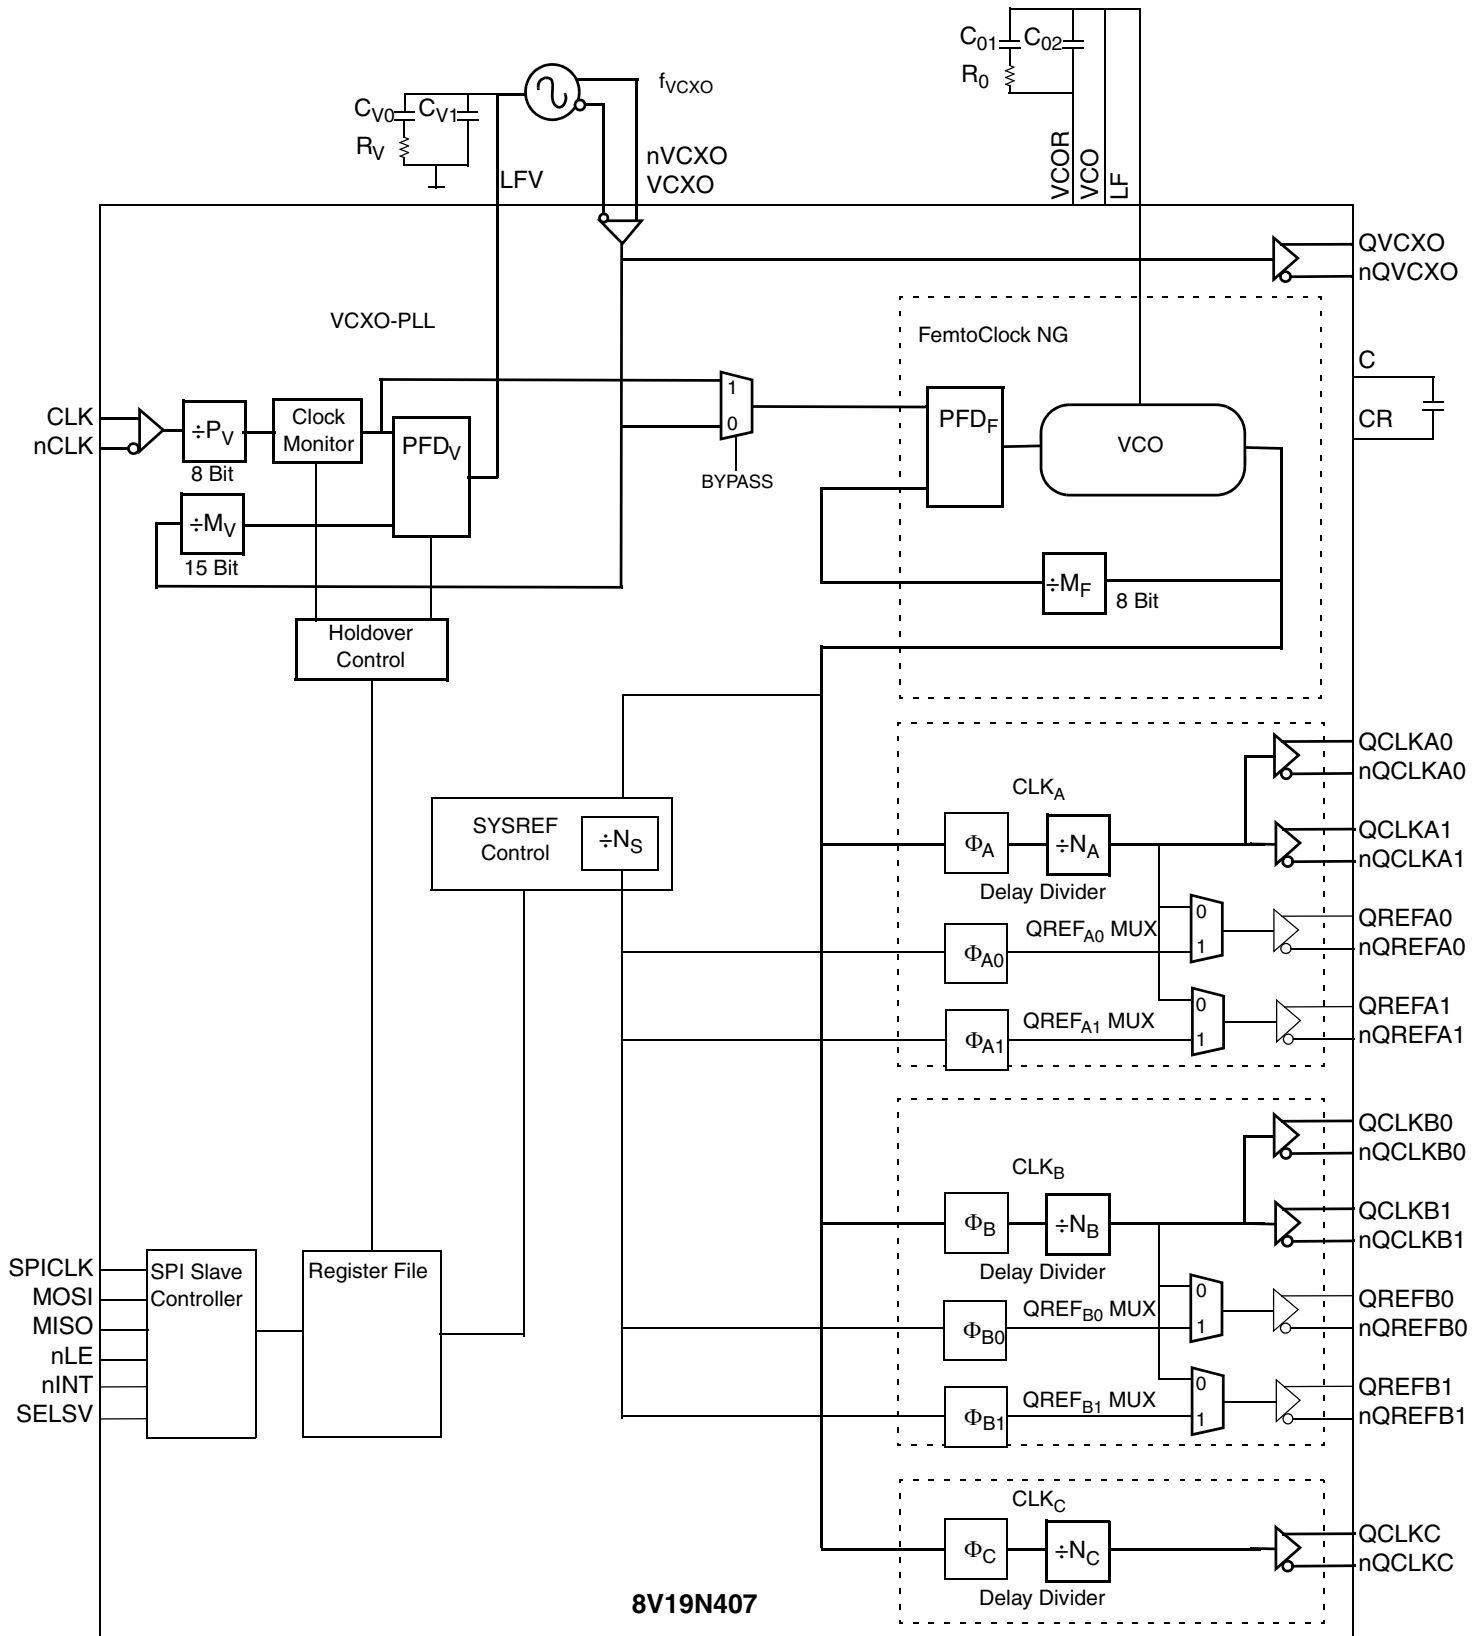 C01
C02
R0
fVCXO
CV0
CV1
RV
nVCXO
VCXO
LFV
VCOR
VCO
LF
QVCXO
nQVCXO
VCXO-PLL
FemtoClock NG
C
CR
CLK
nCLK
÷PV
8 Bit
Clock
Monitor
PFDV
1
0
BYPASS
PFDF
VCO
÷MV
15 Bit
÷MF
8 Bit
Holdover
Control
SYSREF
Control
÷NS
CLKA
ΦA
÷NA
Delay Divider
QCLKA0
nQCLKA0
QCLKA1
nQCLKA1
QREFA0 MUX
ΦA0
0
1
QREFA0
nQREFA0
QREFA1 MUX
ΦA1
0
1
QREFA1
nQREFA1
CLKB
ΦB
÷NB
Delay Divider
QCLKB0
nQCLKB0
QCLKB1
nQCLKB1
QREFB0 MUX
ΦB0
0
1
QREFB0
nQREFB0
QREFB1 MUX
ΦB1
0
1
QREFB1
nQREFB1
SPICLK
MOSI
MISO
nLE
nINT
SELSV
SPI Slave
Controller
Register File
CLKC
ΦC
÷NC
Delay Divider
QCLKC
nQCLKC
8V19N407